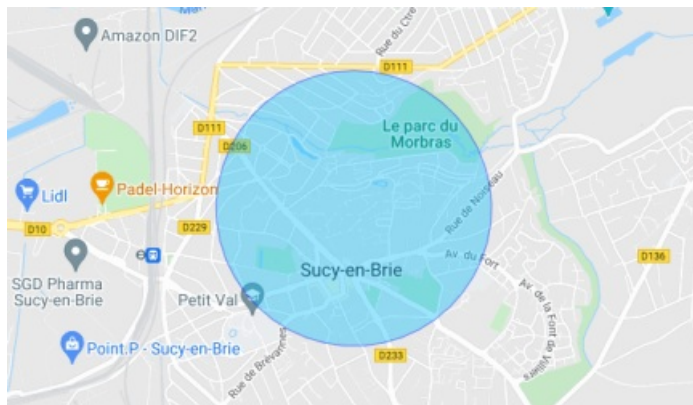 Amazon DIF2
Rue du Ctre
D111
Le parc du
Morbras
D111
D206
Lidl
Padel-Horizon
Rue de Noiseau
D10
D229
Av. du Fort
D136
SGD Pharma
Sucy-en-Brie
Sucy-en-Brie
Petit Val
Av. de la Font de Villiers
Point.P - Sucy-en-Brie
Rue de Brévannes
D233